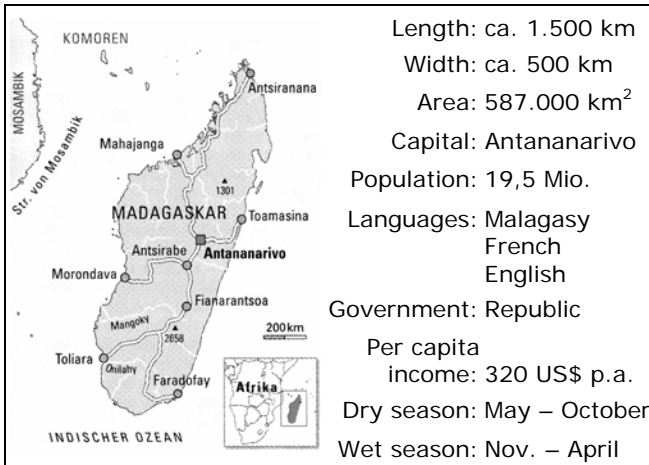 KOMOREN
MOSAMBIK
Str. von Mosambik
Antsiranana
Mahajanga
1301
MADAGASKAR
Toamasina
Antsirabe
Antananarivo
Morondava
Fianarantsoa
Mangoky
200km
2658
Toliara
Onilahy
Faradofay
Afrika
INDISCHER OZEAN
Length: ca. 1.500 km
Width: ca. 500 km
Area: 587.000 km²
Capital: Antananarivo
Population: 19,5 Mio.
Languages: Malagasy
French
English
Government: Republic
Per capita
income: 320 US$ p.a.
Dry season: May – October
Wet season: Nov. – April